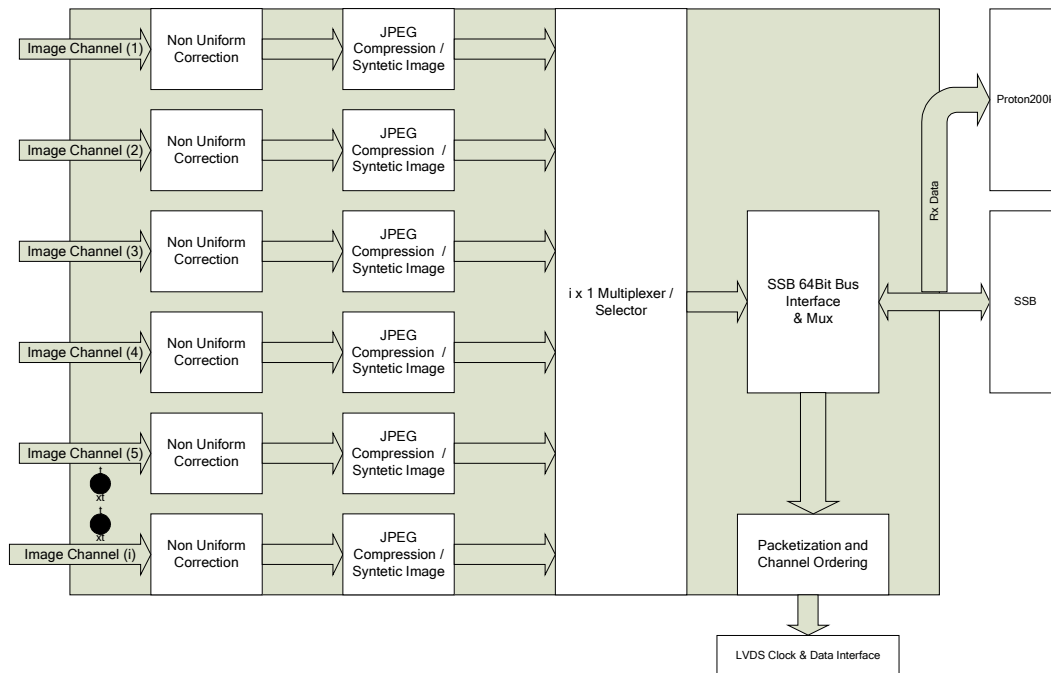 Image Channel (1)
Non Uniform
Correction
JPEG
Compression /
Syntetic Image
Image Channel (2)
Non Uniform
Correction
JPEG
Compression /
Syntetic Image
Image Channel (3)
Non Uniform
Correction
JPEG
Compression /
Syntetic Image
Image Channel (4)
Non Uniform
Correction
JPEG
Compression /
Syntetic Image
Image Channel (5)
Non Uniform
Correction
JPEG
Compression /
Syntetic Image
xt
xt
Image Channel (i)
Non Uniform
Correction
JPEG
Compression /
Syntetic Image
i x 1 Multiplexer /
Selector
SSB 64Bit Bus
Interface
& Mux
Rx Data
SSB
Packetization and
Channel Ordering
LVDS Clock & Data Interface